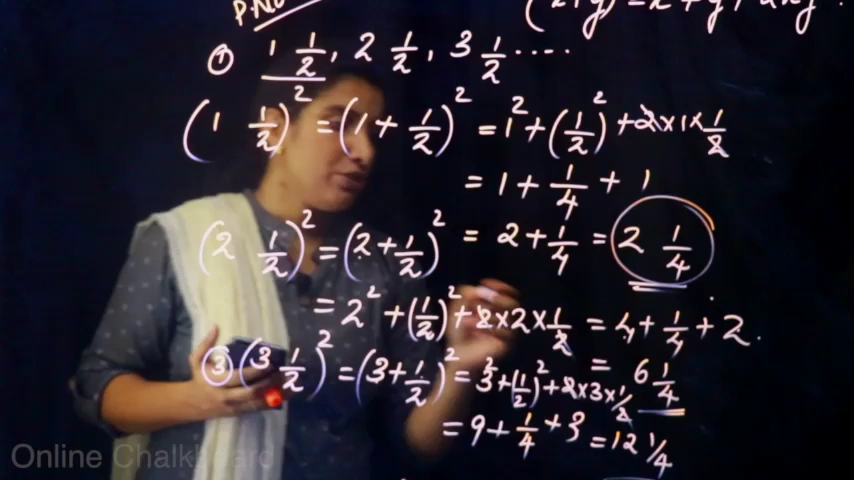 P.No
(x+y)² = x² + y² + 2xy
① 1 1/2, 2 1/2, 3 1/2 ....
(1 1/2)² = (1 + 1/2)² = 1² + (1/2)² + 2×1×1/2
= 1 + 1/4 + 1
= 2 + 1/4 = 2 1/4
(2 1/2)² = (2 + 1/2)²
= 2² + (1/2)² + 2×2×1/2 = 4 + 1/4 + 2.
= 6 1/4
③ (3 1/2)² = (3 + 1/2)² = 3² + (1/2)² + 2×3×1/2
= 9 + 1/4 + 3 = 12 1/4
Online Chalkboard